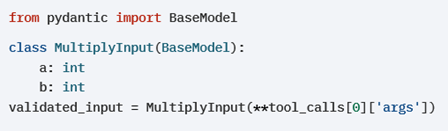 from pydantic import BaseModel
class MultiplyInput(BaseModel):
    a: int
    b: int
validated_input = MultiplyInput(**tool_calls[0]['args'])